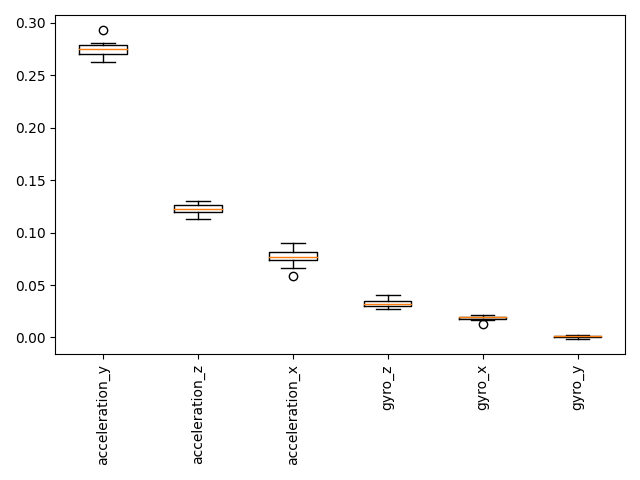 0.30
0.25
0.20
0.15
0.10
0.05
0.00
acceleration_y
acceleration_z
acceleration_x
gyro_z
gyro_x
gyro_y